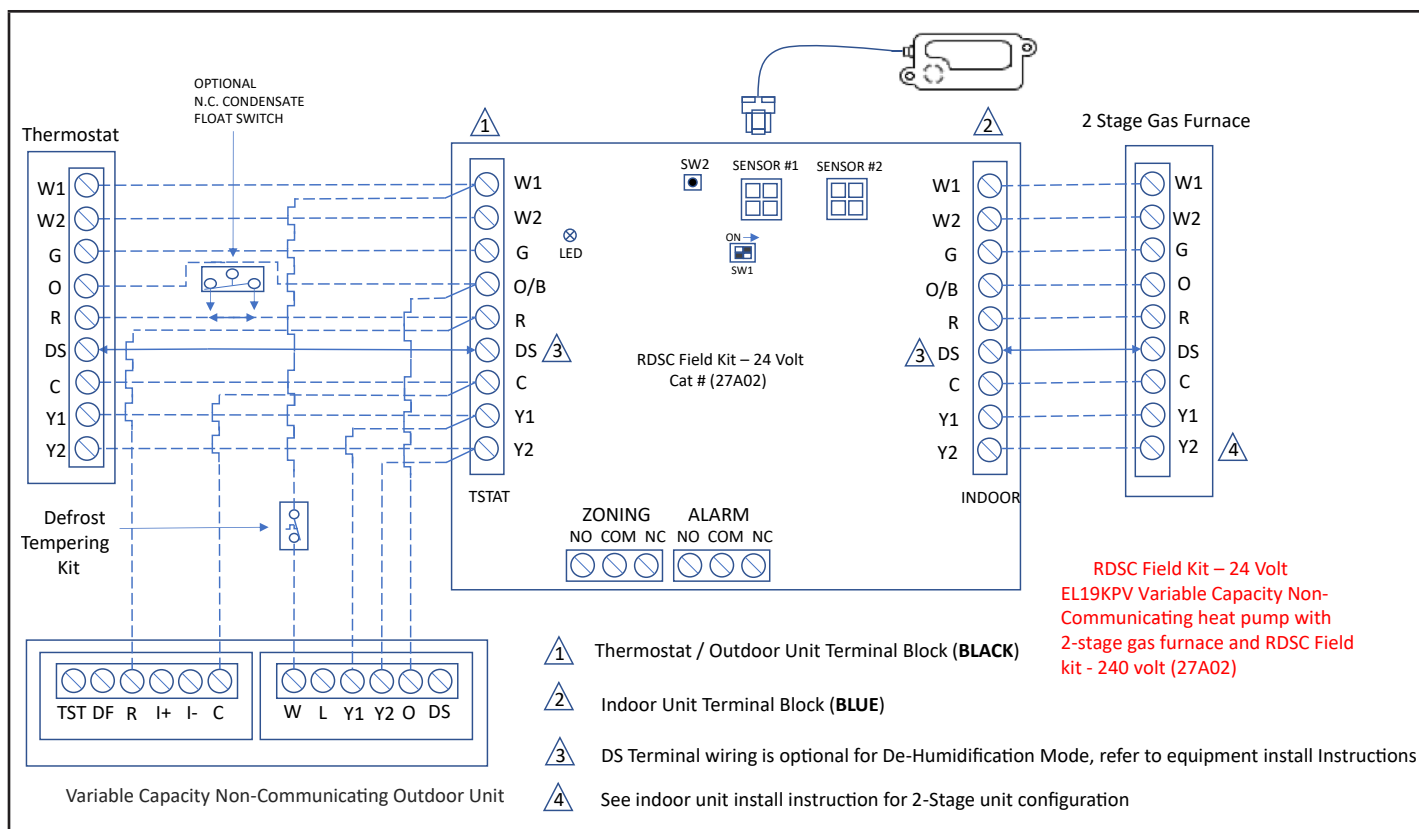 OPTIONAL
N.C. CONDENSATE
FLOAT SWITCH
Thermostat
W1
W2
G
O
R
DS
C
Y1
Y2
1
W1
W2
G
O/B
R
DS
3
C
Y1
Y2
TSTAT
LED
SW2
SENSOR #1
SENSOR #2
ON
SW1
RDSC Field Kit – 24 Volt
Cat # (27A02)
2
W1
W2
G
O/B
R
3
DS
C
Y1
Y2
INDOOR
2 Stage Gas Furnace
W1
W2
G
O
R
DS
C
Y1
Y2
4
ZONING
NO COM NC
ALARM
NO COM NC
Defrost
Tempering
Kit
TST DF R I+ I- C
W L Y1 Y2 O DS
Variable Capacity Non-Communicating Outdoor Unit
RDSC Field Kit – 24 Volt
EL19KPV Variable Capacity Non-
Communicating heat pump with
2-stage gas furnace and RDSC Field
kit - 240 volt (27A02)
1 Thermostat / Outdoor Unit Terminal Block (BLACK)
2 Indoor Unit Terminal Block (BLUE)
3 DS Terminal wiring is optional for De-Humidification Mode, refer to equipment install Instructions
4 See indoor unit install instruction for 2-Stage unit configuration